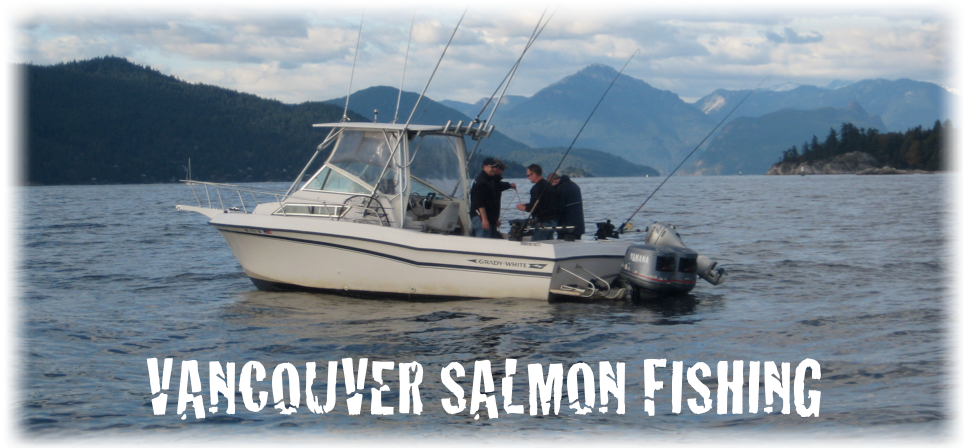 GRADY-WHITE
YAMAHA
VANCOUVER SALMON FISHING